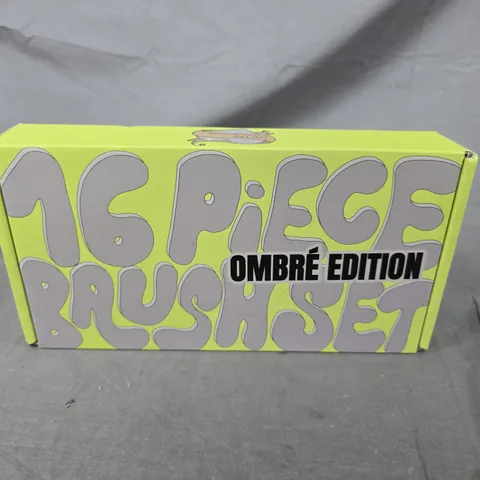 16 PiECE
OMBRÉ EDITION
BRUSH SET